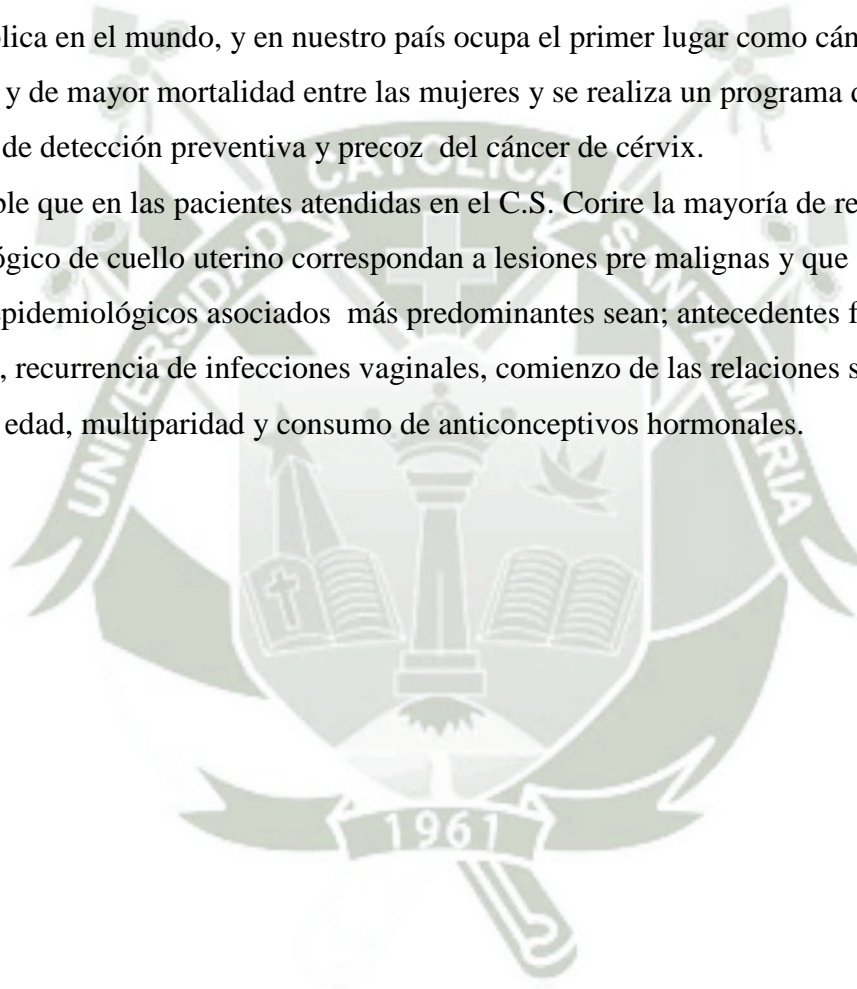 blica en el mundo, y en nuestro país ocupa el primer lugar como cán
y de mayor mortalidad entre las mujeres y se realiza un programa
de detección preventiva y precoz del cáncer de cérvix.
ble que en las pacientes atendidas en el C.S. Corire la mayoría de re
ógico de cuello uterino correspondan a lesiones pre malignas y que
epidemiológicos asociados más predominantes sean; antecedentes f
, recurrencia de infecciones vaginales, comienzo de las relaciones s
edad, multiparidad y consumo de anticonceptivos hormonales.
UNIVERSIDAD CATOLICA SANTA MARIA
1961